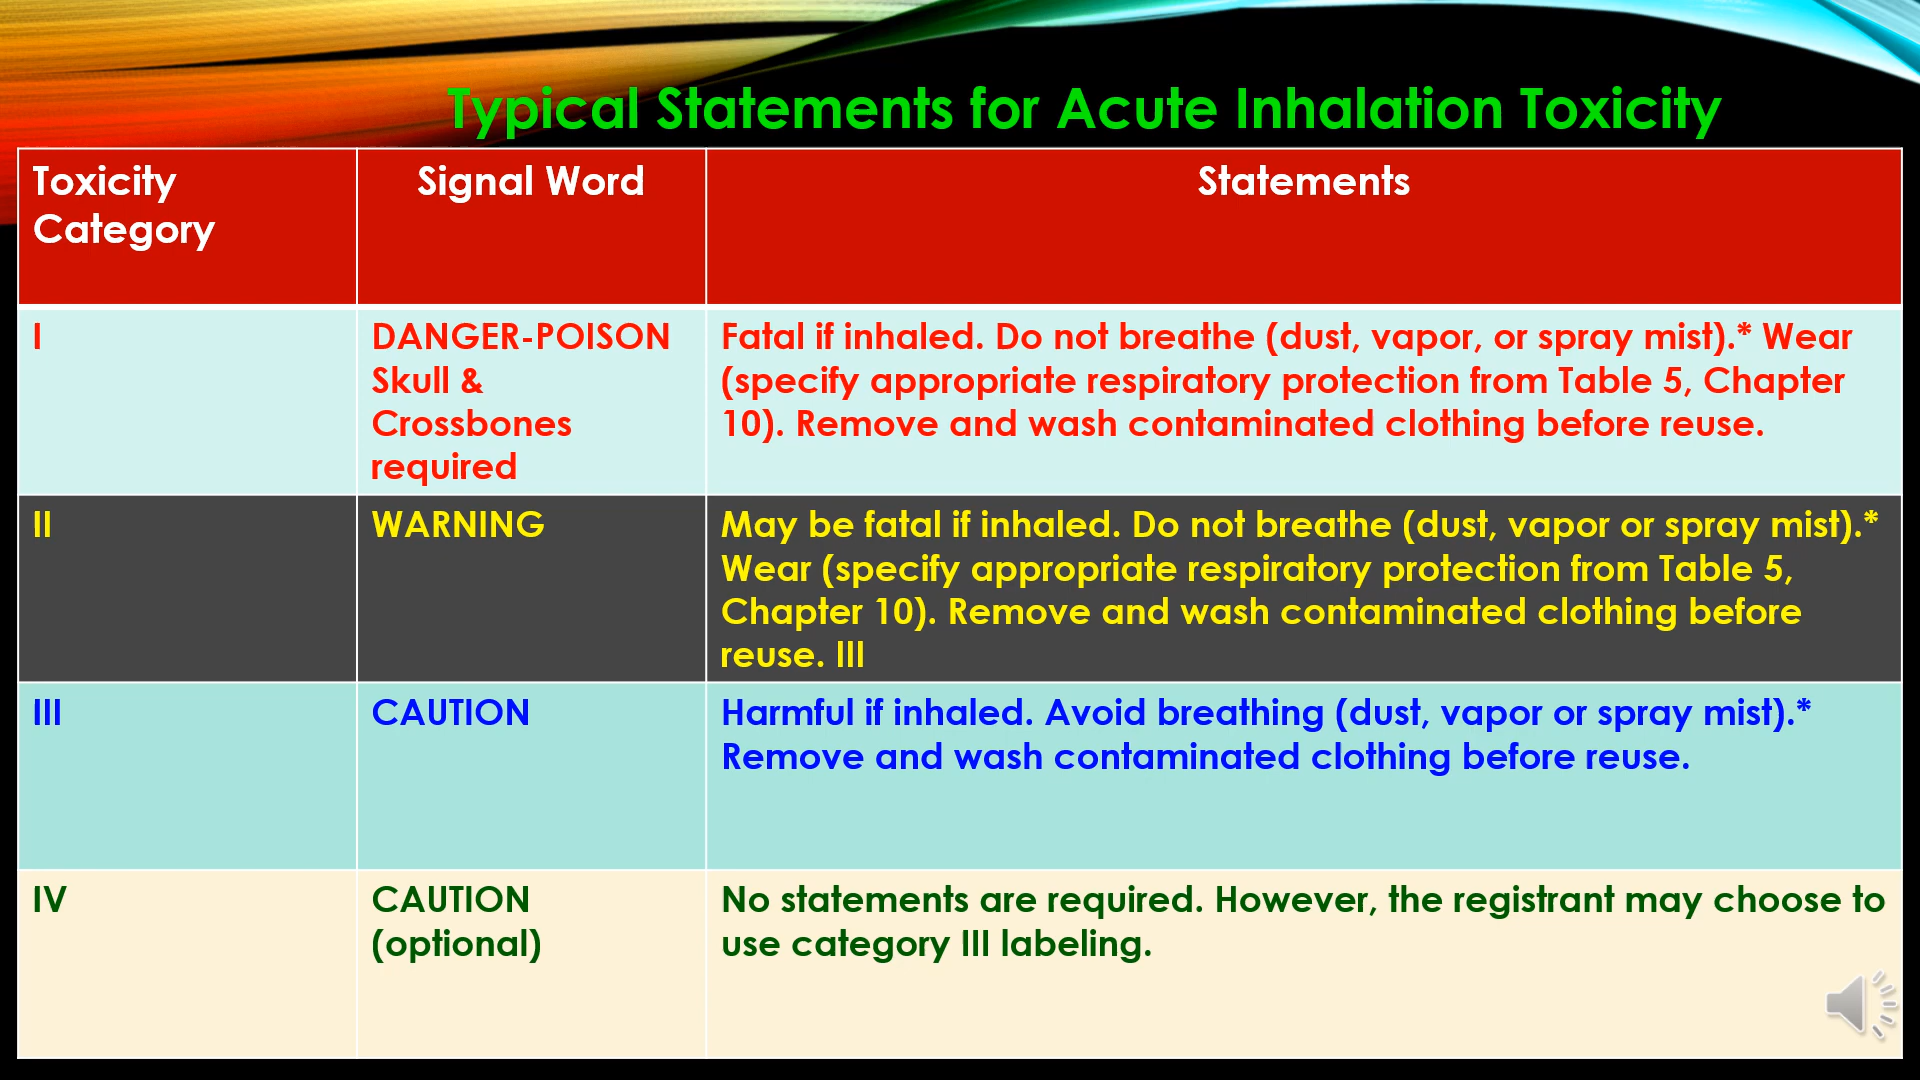 Typical Statements for Acute Inhalation Toxicity
Toxicity
Category
Signal Word
Statements
I
DANGER-POISON
Skull &
Crossbones
required
Fatal if inhaled. Do not breathe (dust, vapor, or spray mist).* Wear
(specify appropriate respiratory protection from Table 5, Chapter
10). Remove and wash contaminated clothing before reuse.
II
WARNING
May be fatal if inhaled. Do not breathe (dust, vapor or spray mist).*
Wear (specify appropriate respiratory protection from Table 5,
Chapter 10). Remove and wash contaminated clothing before
reuse. III
III
CAUTION
Harmful if inhaled. Avoid breathing (dust, vapor or spray mist).*
Remove and wash contaminated clothing before reuse.
IV
CAUTION
(optional)
No statements are required. However, the registrant may choose to
use category III labeling.